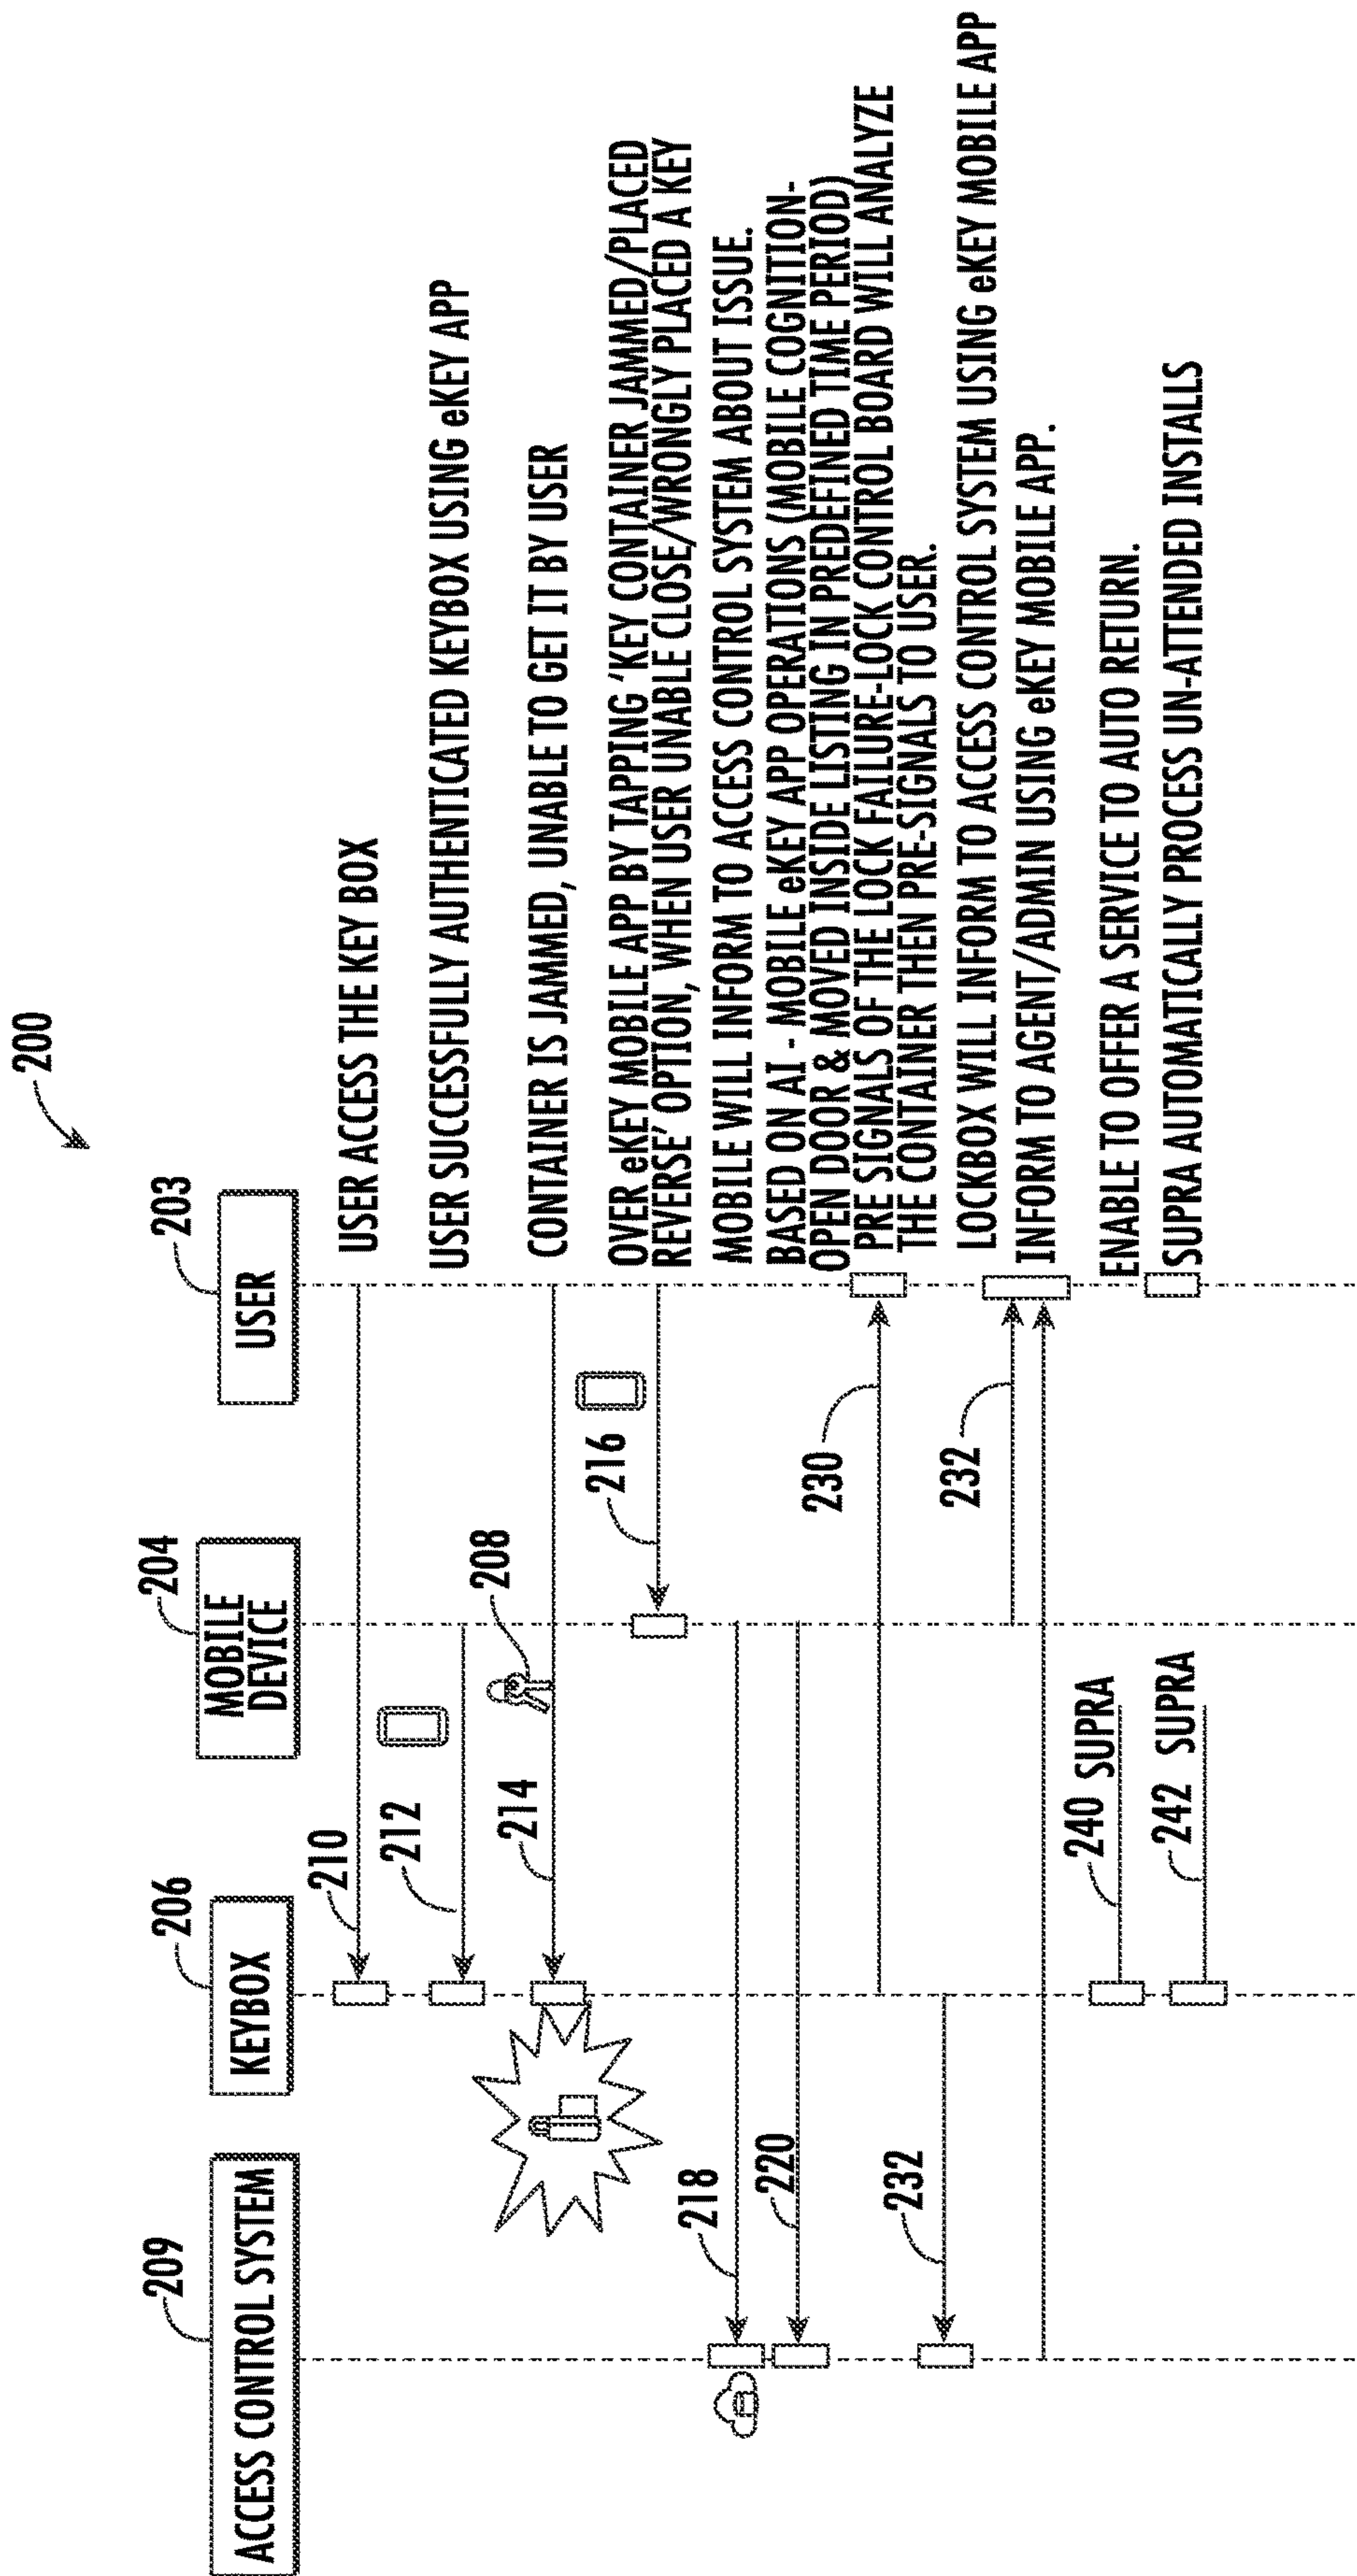 200
209
206
204
203
ACCESS CONTROL SYSTEM
KEYBOX
MOBILE
DEVICE
USER
210
USER ACCESS THE KEY BOX
212
USER SUCCESSFULLY AUTHENTICATED KEYBOX USING eKEY APP
214
208
CONTAINER IS JAMMED, UNABLE TO GET IT BY USER
216
OVER eKEY MOBILE APP BY TAPPING 'KEY CONTAINER JAMMED/PLACED
REVERSE' OPTION, WHEN USER UNABLE CLOSE/WRONGLY PLACED A KEY
218
MOBILE WILL INFORM TO ACCESS CONTROL SYSTEM ABOUT ISSUE.
220
BASED ON AI - MOBILE eKEY APP OPERATIONS (MOBILE COGNITION-
OPEN DOOR & MOVED INSIDE LISTING IN PREDEFINED TIME PERIOD)
230
PRE SIGNALS OF THE LOCK FAILURE-LOCK CONTROL BOARD WILL ANALYZE
THE CONTAINER THEN PRE-SIGNALS TO USER.
232
232
LOCKBOX WILL INFORM TO ACCESS CONTROL SYSTEM USING eKEY MOBILE APP
INFORM TO AGENT/ADMIN USING eKEY MOBILE APP.
240 SUPRA
ENABLE TO OFFER A SERVICE TO AUTO RETURN.
242 SUPRA
SUPRA AUTOMATICALLY PROCESS UN-ATTENDED INSTALLS